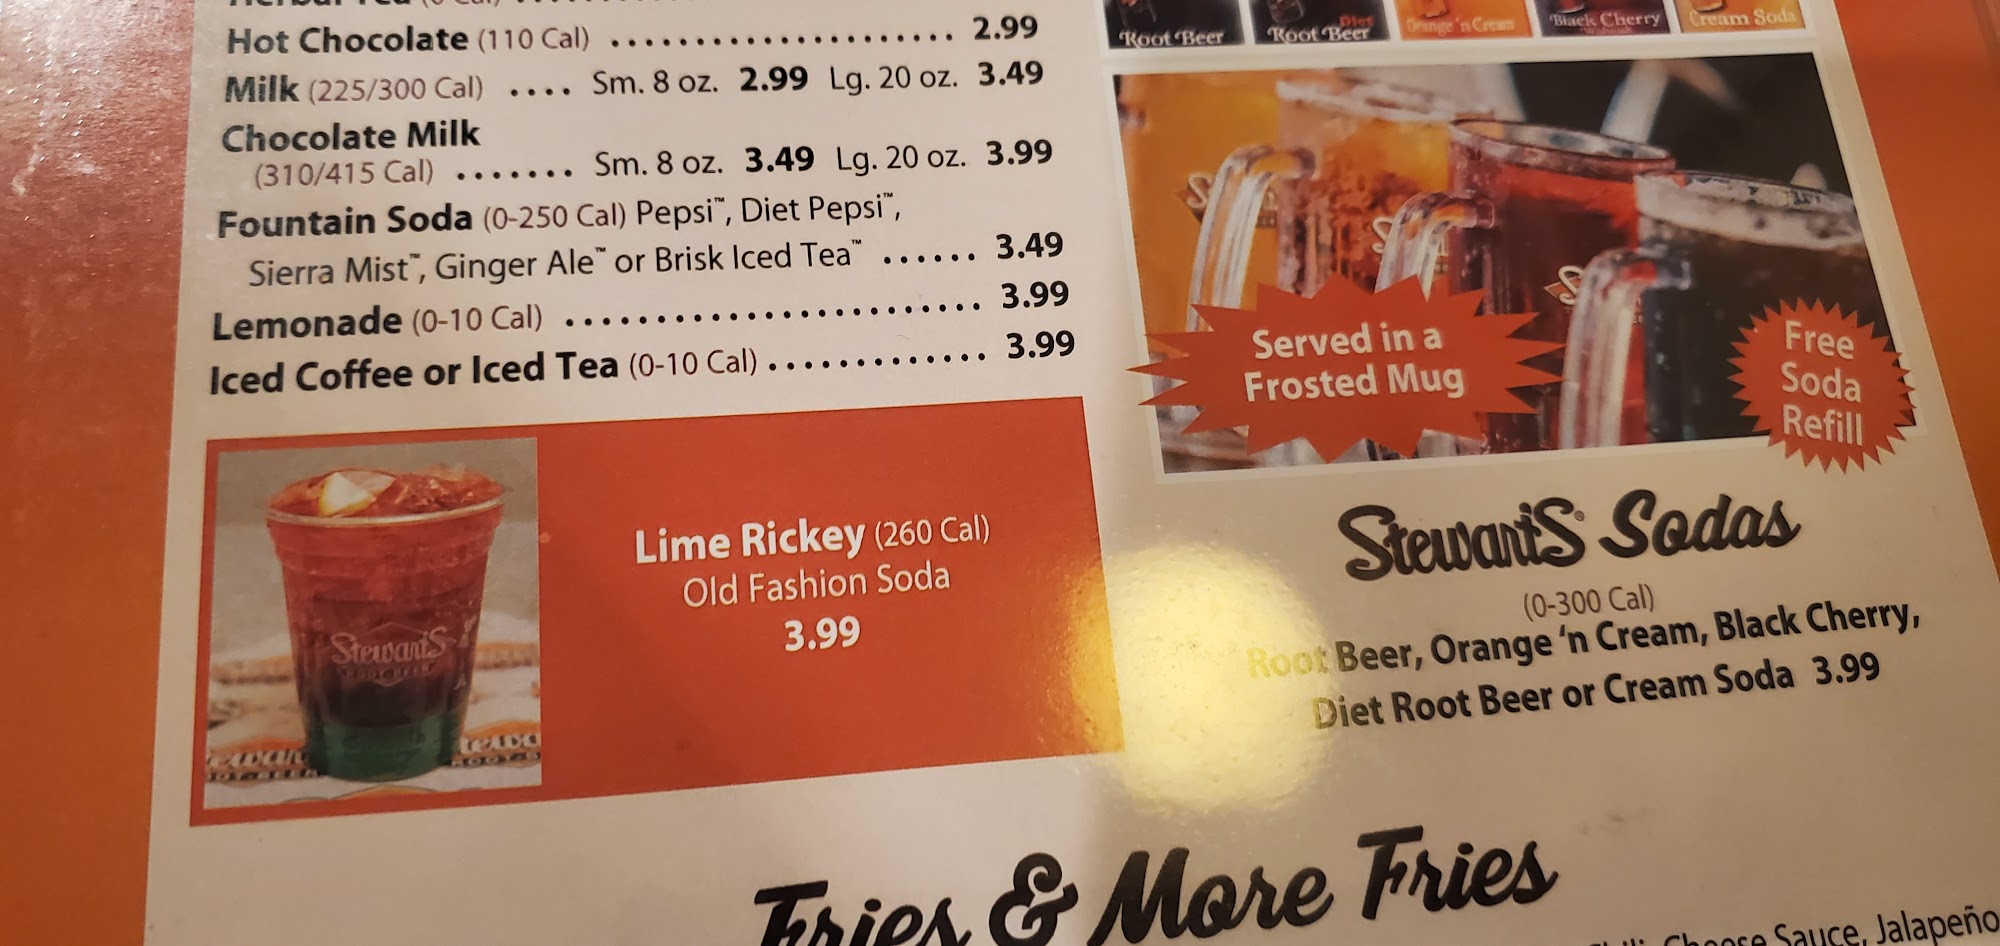 Herbal Tea (0 Cal)
Hot Chocolate (110 Cal) ..................... 2.99
Milk (225/300 Cal) .... Sm. 8 oz. 2.99 Lg. 20 oz. 3.49
Chocolate Milk
(310/415 Cal) ....... Sm. 8 oz. 3.49 Lg. 20 oz. 3.99
Fountain Soda (0-250 Cal) Pepsi™, Diet Pepsi™,
Sierra Mist™, Ginger Ale™ or Brisk Iced Tea™ ...... 3.49
Lemonade (0-10 Cal) ....................... 3.99
Iced Coffee or Iced Tea (0-10 Cal) ............. 3.99
Lime Rickey (260 Cal)
Old Fashion Soda
3.99
Stewart'S
ROOT BEER
Root Beer
Diet
Root Beer
Orange 'n Cream
Black Cherry
Cream Soda
Served in a
Frosted Mug
Free
Soda
Refill
Stewart'S® Sodas
(0-300 Cal)
Root Beer, Orange 'n Cream, Black Cherry,
Diet Root Beer or Cream Soda 3.99
Fries & More Fries
Cheese Sauce, Jalapeño